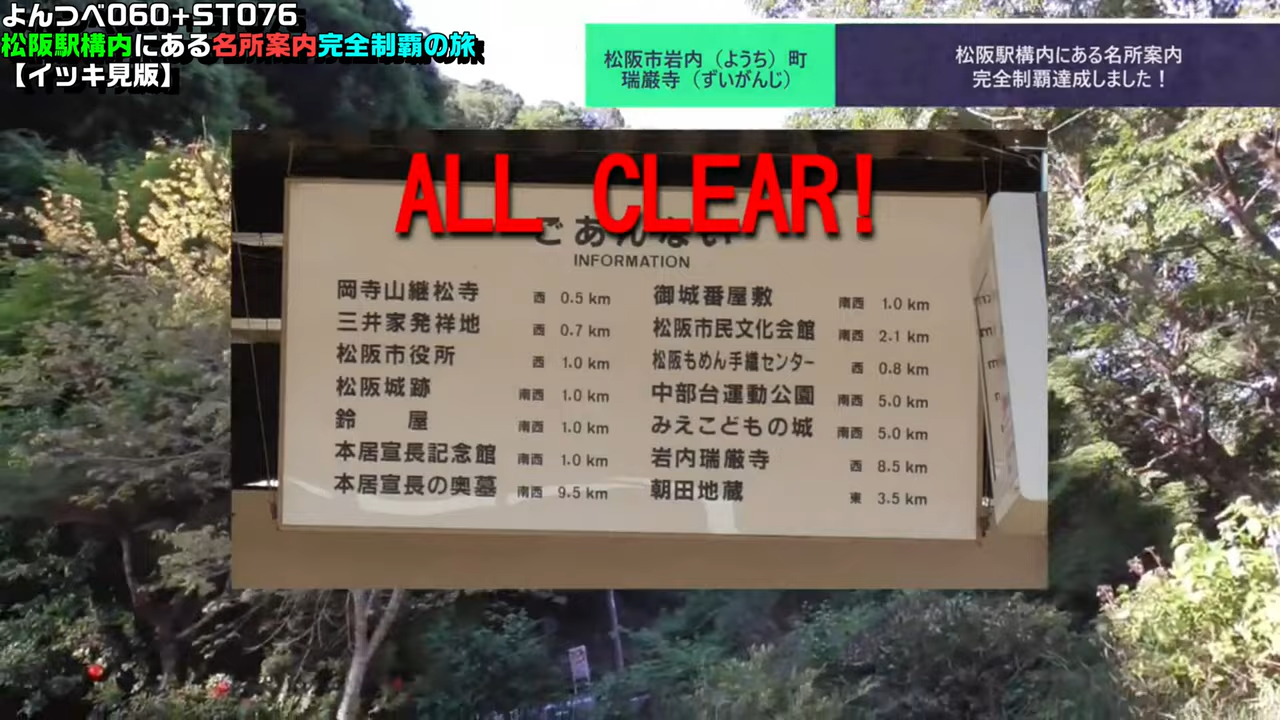 よんつべ060+ST076
松阪駅構内にある名所案内完全制覇の旅
【イツキ見版】
松阪市岩内（ようち）町
瑞巌寺（ずいがんじ）
松阪駅構内にある名所案内
完全制覇達成しました！
ALL CLEAR!
ごあんない
INFORMATION
岡寺山継松寺 西 0.5 km
三井家発祥地 西 0.7 km
松阪市役所 西 1.0 km
松阪城跡 南西 1.0 km
鈴屋 南西 1.0 km
本居宣長記念館 南西 1.0 km
本居宣長の奥墓 南西 9.5 km
御城番屋敷 南西 1.0 km
松阪市民文化会館 南西 2.1 km
松阪もめん手織センター 西 0.8 km
中部台運動公園 南西 5.0 km
みえこどもの城 南西 5.0 km
岩内瑞巌寺 西 8.5 km
朝田地蔵 東 3.5 km